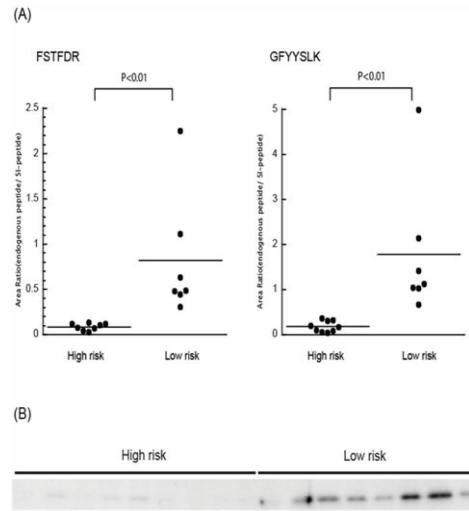 (A)
FSTFDR
GFYYSLK
P<0.01
P<0.01
Area Ratio(endogenous peptide/ SI-peptide)
2.5
2
1.5
1
0.5
0
High risk
Low risk
Area Ratio(endogenous peptide/ SI-peptide)
5
4
3
2
1
0
High risk
Low risk
(B)
High risk
Low risk